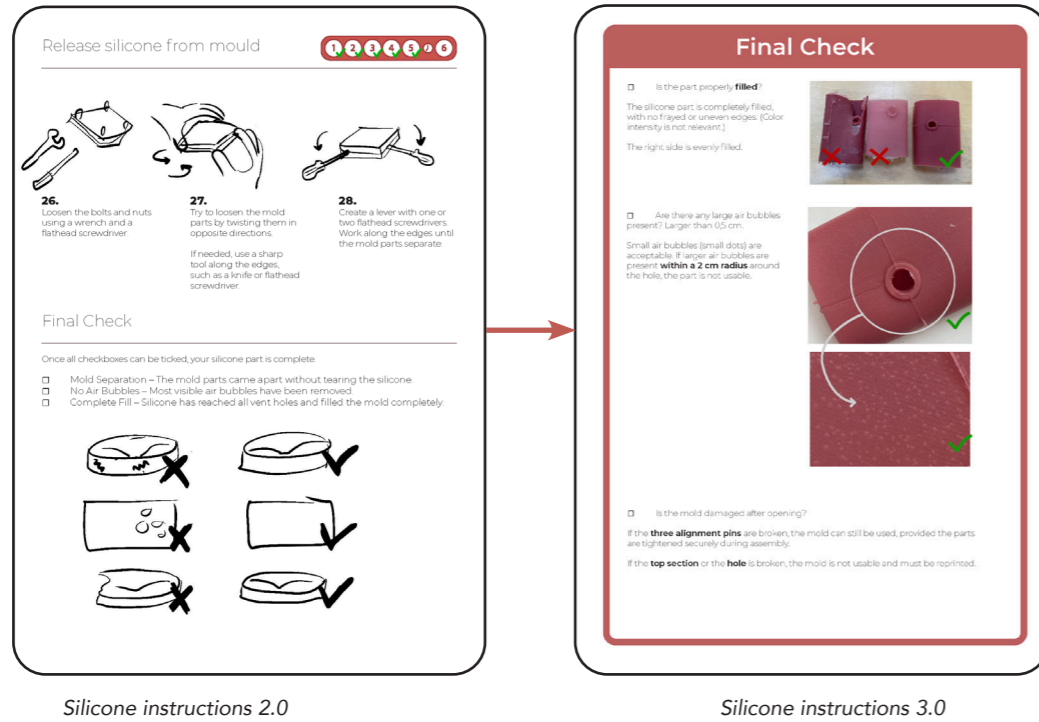 Release silicone from mould
1 2 3 4 5 6
26.
Loosen the bolts and nuts
using a wrench and a
flathead screwdriver
27.
Try to loosen the mold
parts by twisting them in
opposite directions.
If needed, use a sharp
tool along the edges,
such as a knife or flathead
screwdriver
28.
Create a lever with one or
two flathead screwdrivers.
Work along the edges until
the mold parts separate
Final Check
Once all checkboxes can be ticked, your silicone part is complete.
Mold Separation – The mold parts came apart without tearing the silicone.
No Air Bubbles – Most visible air bubbles have been removed.
Complete Fill – Silicone has reached all vent holes and filled the mold completely.
Silicone instructions 2.0
Final Check
Is the part properly filled?
The silicone part is completely filled,
with no frayed or uneven edges. (Color
intensity is not relevant.)
The right side is evenly filled.
Are there any large air bubbles
present? Larger than 0,5 cm.
Small air bubbles (small dots) are
acceptable. If larger air bubbles are
present within a 2 cm radius around
the hole, the part is not usable.
Is the mold damaged after opening?
If the three alignment pins are broken, the mold can still be used, provided the parts
are tightened securely during assembly.
If the top section or the hole is broken, the mold is not usable and must be reprinted.
Silicone instructions 3.0